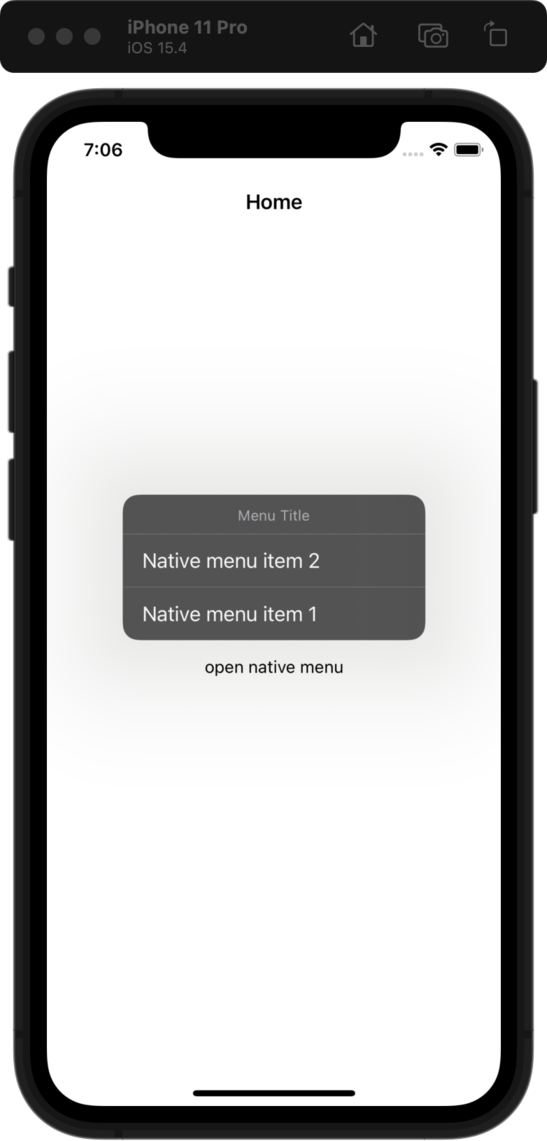 iPhone 11 Pro
iOS 15.4
7:06
Home
Menu Title
Native menu item 2
Native menu item 1
open native menu